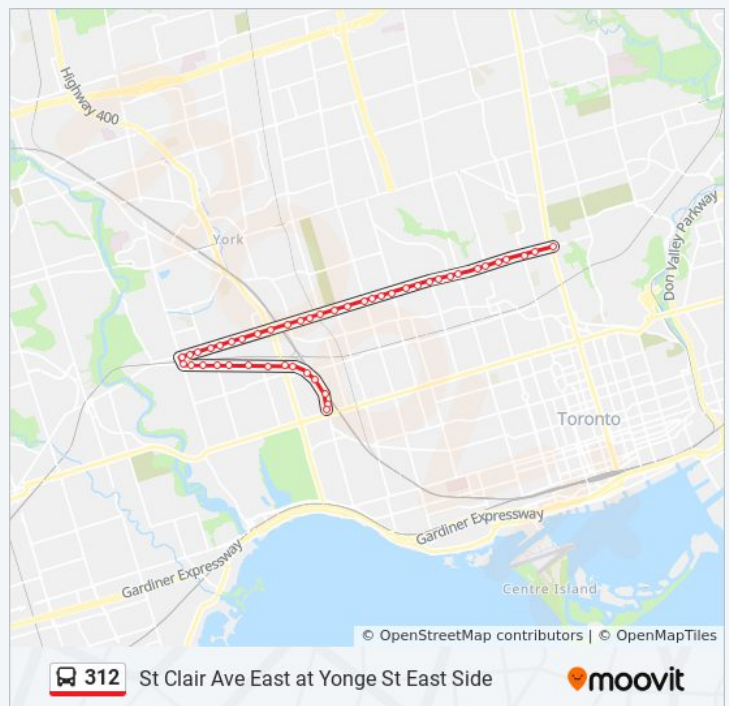 Highway 400
York
Don Valley Parkway
Toronto
Gardiner Expressway
Gardiner Expressway
Centre Island
© OpenStreetMap contributors | © OpenMapTiles
312 St Clair Ave East at Yonge St East Side
moovit